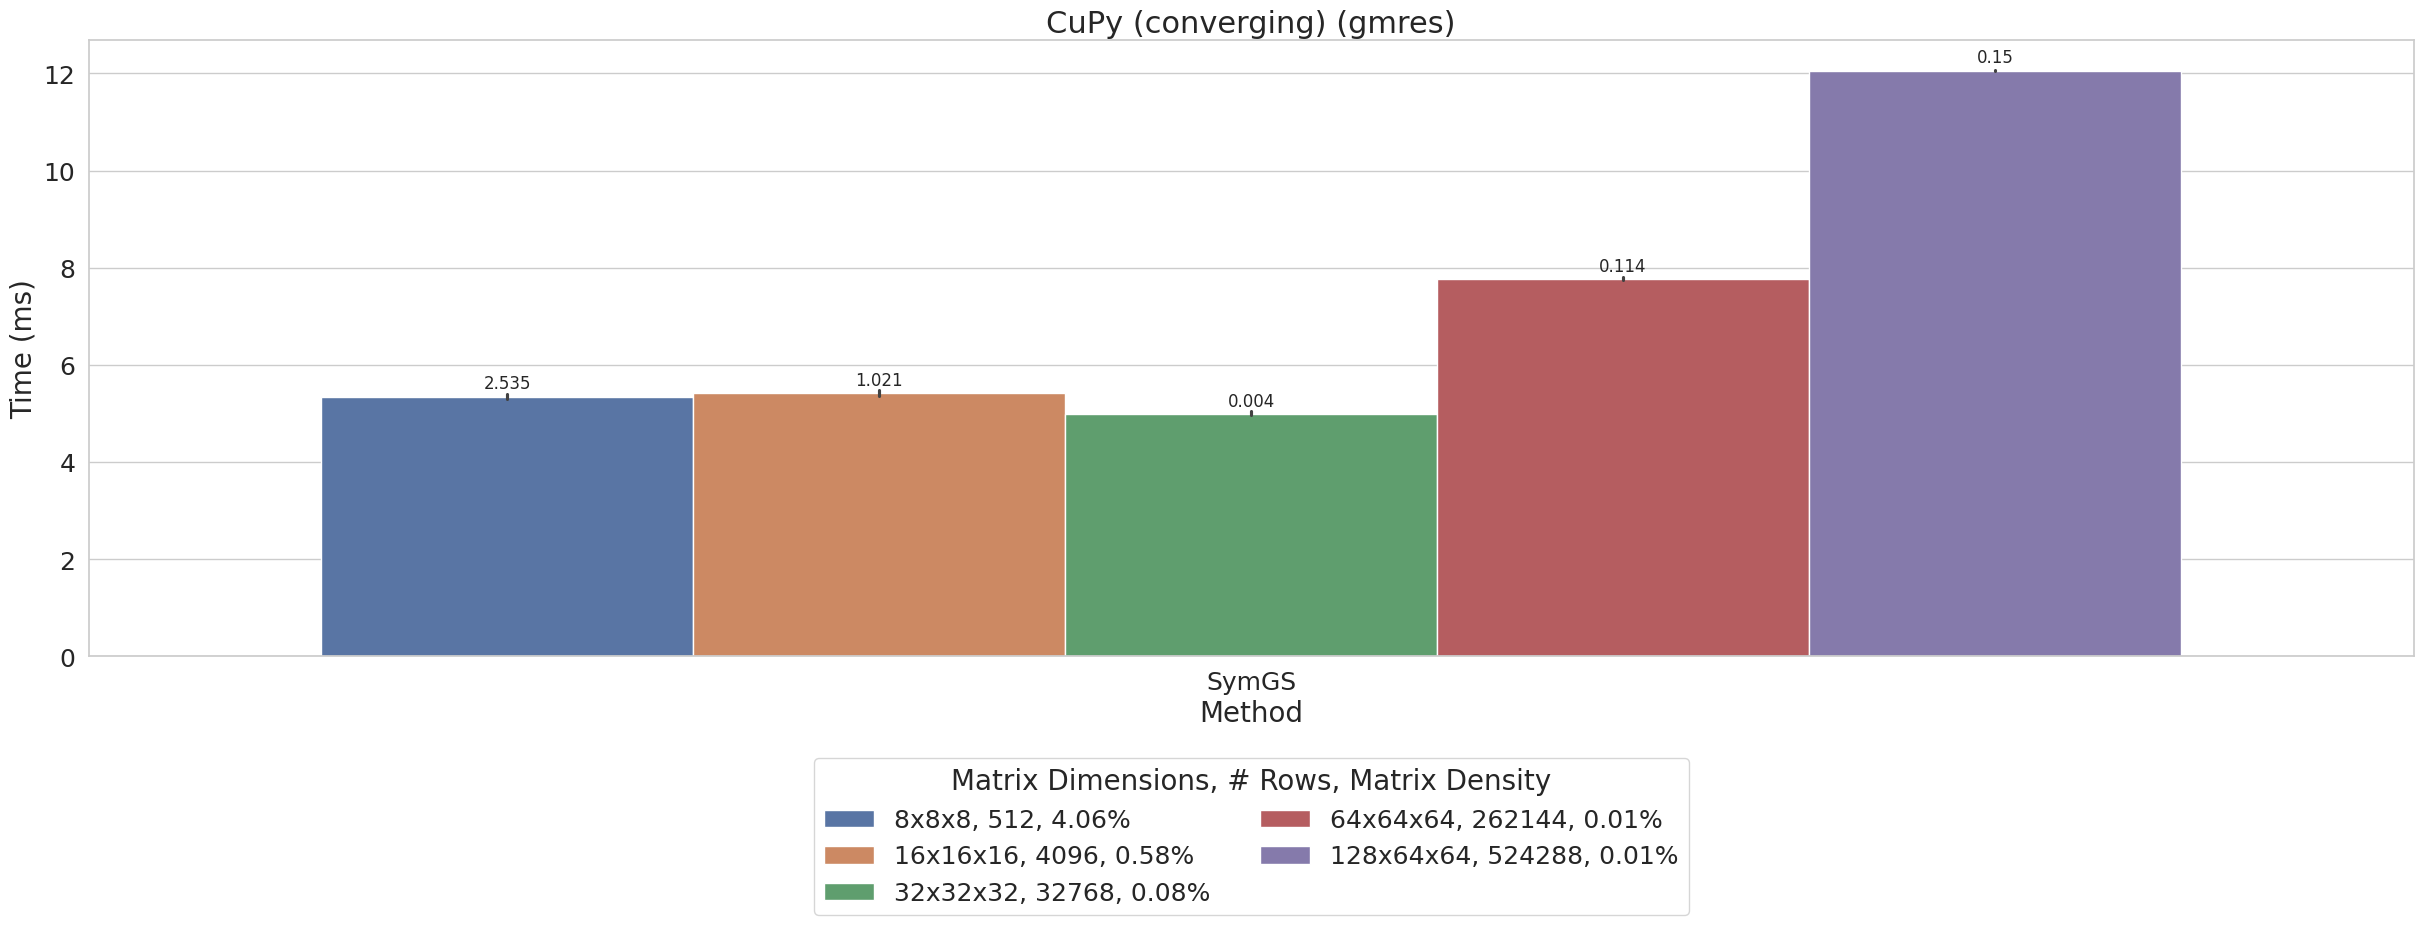 CuPy (converging) (gmres)
Time (ms)
12
10
8
6
4
2
0
2.535
1.021
0.004
0.114
0.15
SymGS
Method
Matrix Dimensions, # Rows, Matrix Density
8x8x8, 512, 4.06%
16x16x16, 4096, 0.58%
32x32x32, 32768, 0.08%
64x64x64, 262144, 0.01%
128x64x64, 524288, 0.01%